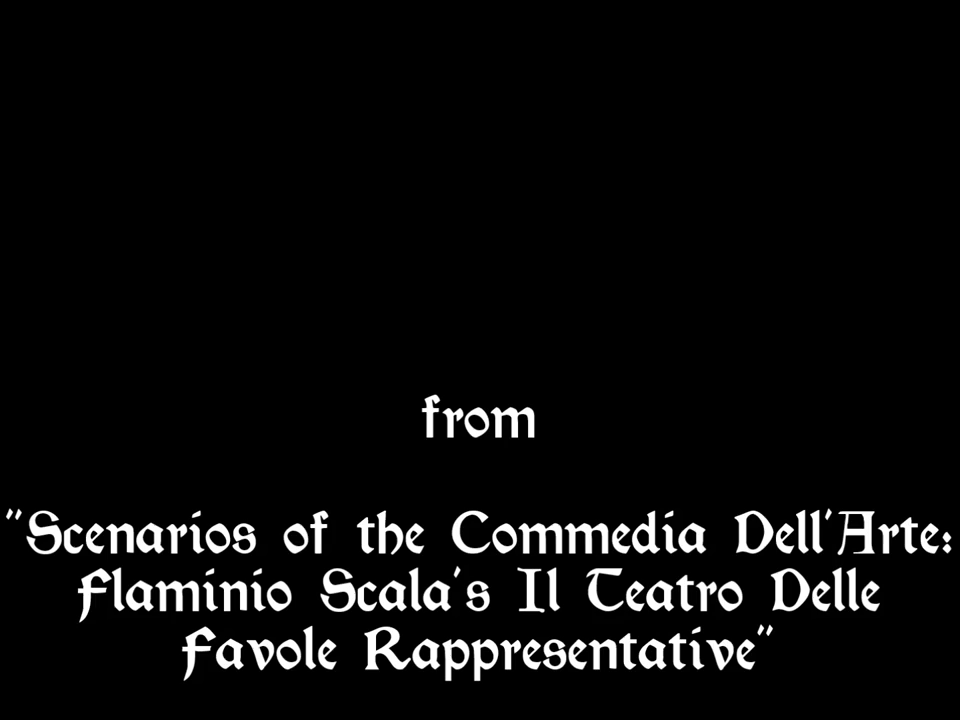 from
"Scenarios of the Commedia Dell'Arte:
Flaminio Scala's Il Teatro Delle
Favole Rappresentative"